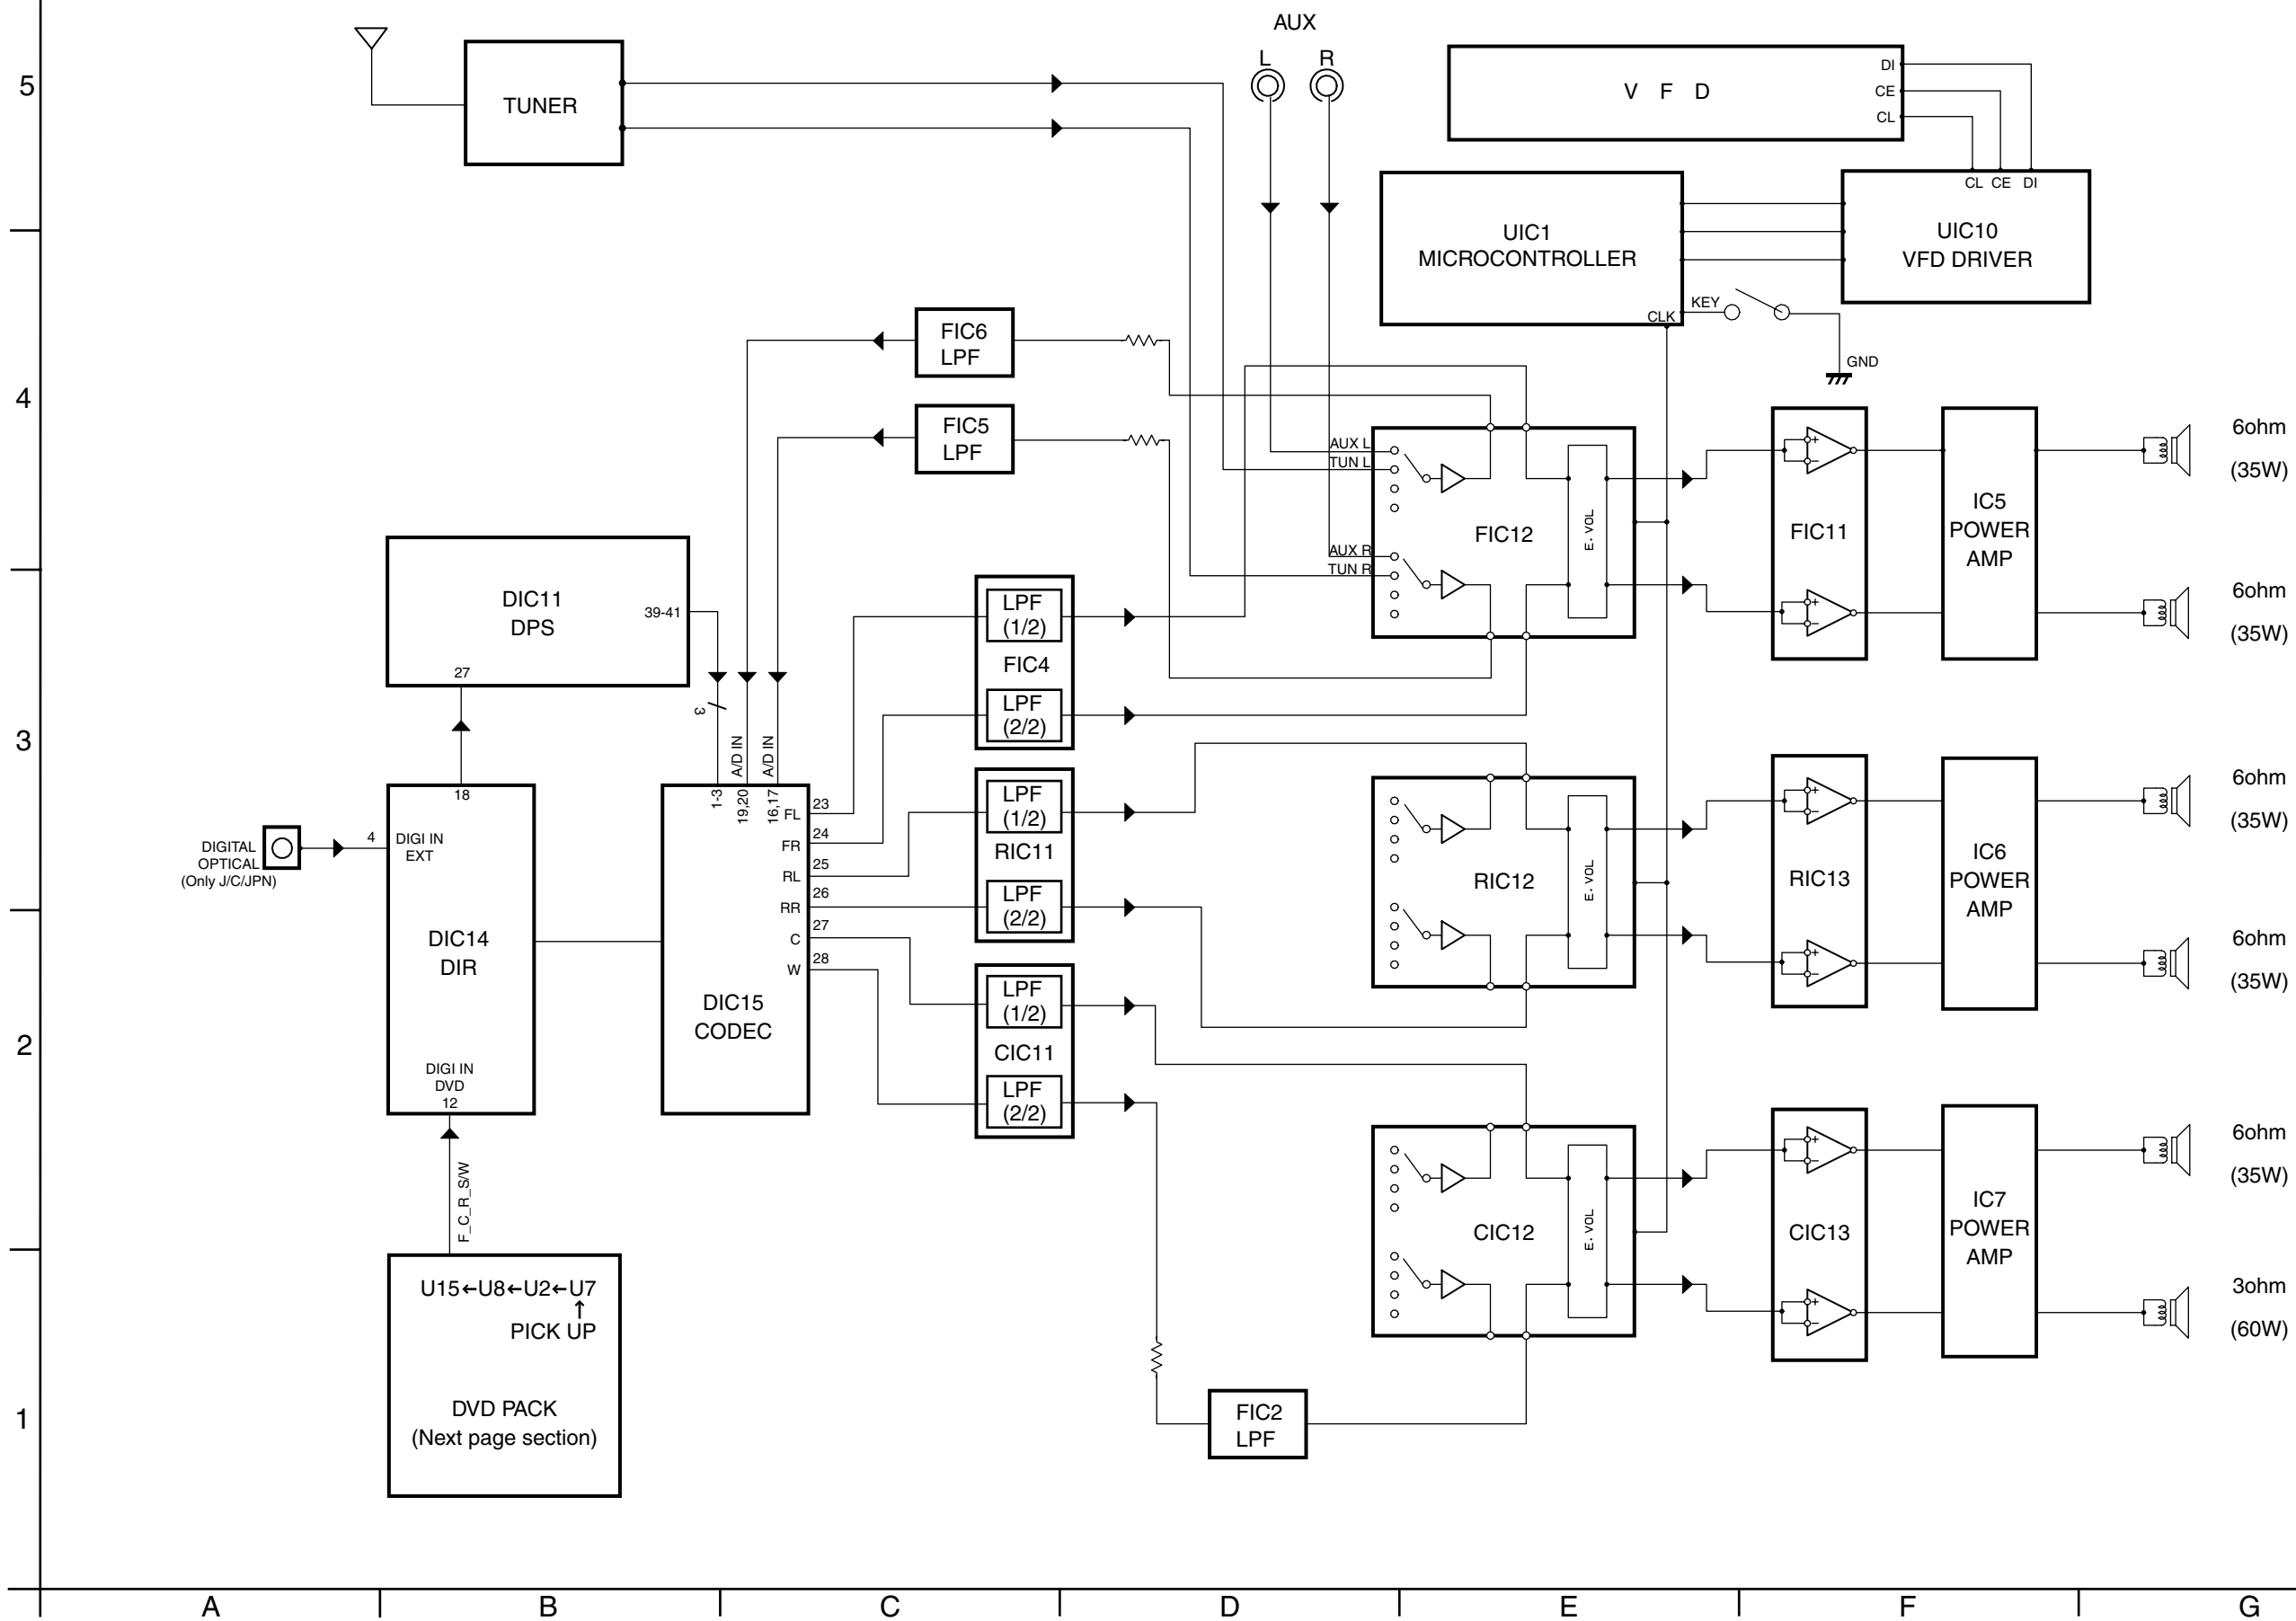 AUX
L R
5
TUNER
V F D
DI
CE
CL
CL CE DI
UIC1
MICROCONTROLLER
UIC10
VFD DRIVER
CLK
KEY
GND
4
FIC6
LPF
FIC5
LPF
AUX L
TUN L
AUX R
TUN R
FIC12
E. VOL
FIC11
IC5
POWER
AMP
6ohm
(35W)
6ohm
(35W)
DIC11
DPS
39-41
27
3
A/D IN
A/D IN
LPF
(1/2)
FIC4
LPF
(2/2)
3
18
4
DIGI IN
EXT
DIGITAL
OPTICAL
(Only J/C/JPN)
DIC14
DIR
DIGI IN
DVD
12
1-3
19,20
16,17
FL 23
FR 24
RL 25
RR 26
C 27
W 28
DIC15
CODEC
LPF
(1/2)
RIC11
LPF
(2/2)
RIC12
E. VOL
RIC13
IC6
POWER
AMP
6ohm
(35W)
6ohm
(35W)
2
LPF
(1/2)
CIC11
LPF
(2/2)
CIC12
E. VOL
CIC13
IC7
POWER
AMP
6ohm
(35W)
3ohm
(60W)
F_C_R_S/W
U15←U8←U2←U7
↑
PICK UP
DVD PACK
(Next page section)
1
FIC2
LPF
A B C D E F G